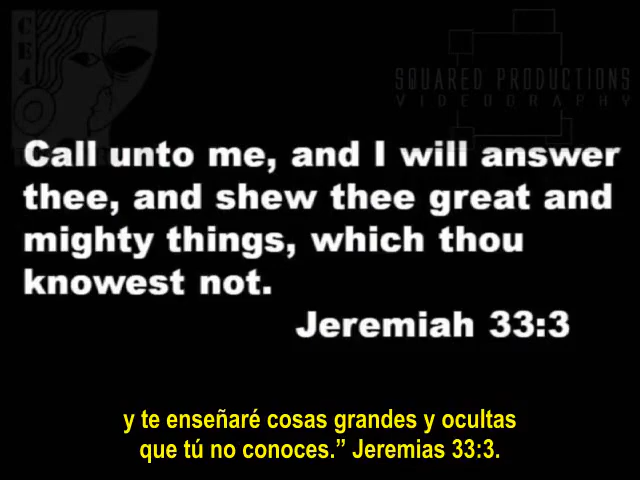 CE4
SQUARED PRODUCTIONS
VIDEOGRAPHY
Call unto me, and I will answer
thee, and shew thee great and
mighty things, which thou
knowest not.
Jeremiah 33:3
y te enseñaré cosas grandes y ocultas
que tú no conoces.” Jeremias 33:3.